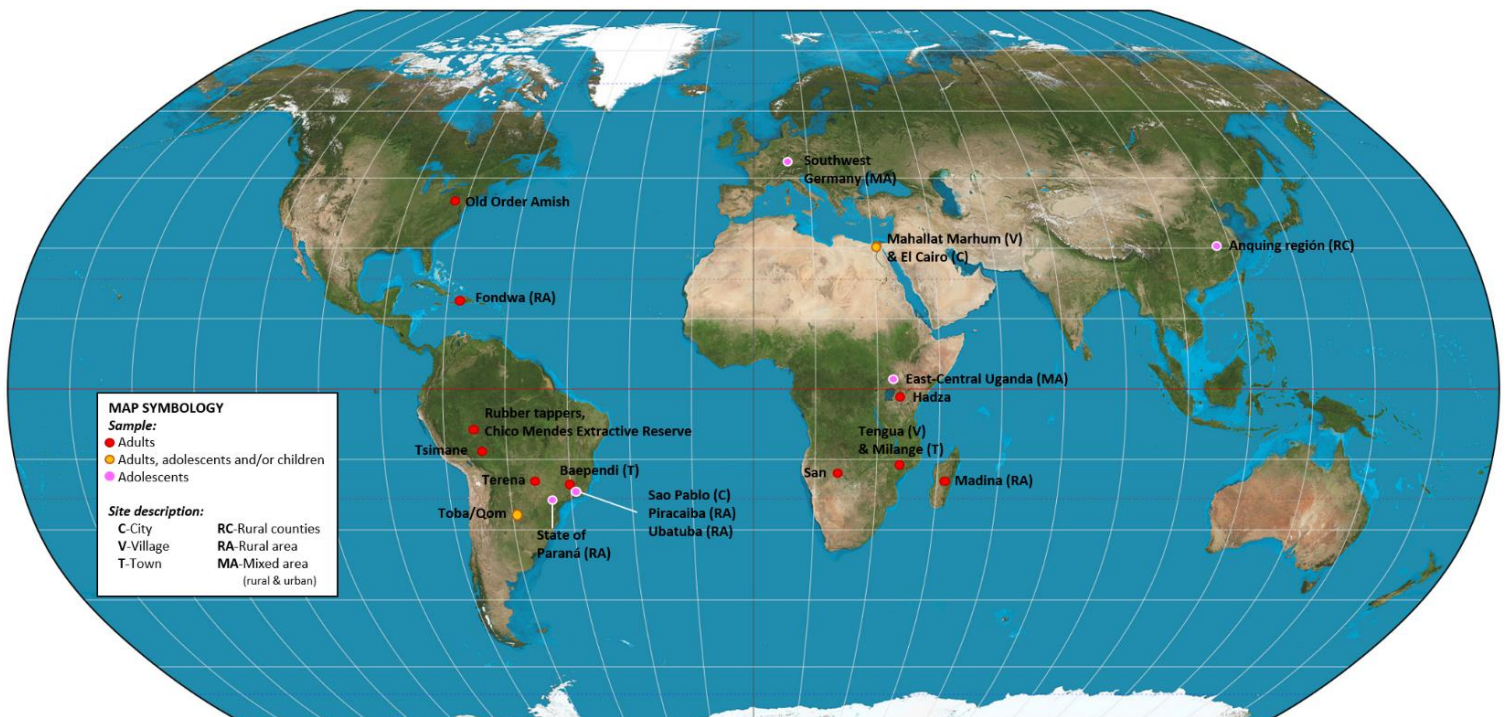 Southwest
Germany (MA)
Old Order Amish
Mahallat Marhum (V)
& El Cairo (C)
Anquing región (RC)
Fondwa (RA)
East-Central Uganda (MA)
Hadza
Rubber tappers,
Chico Mendes Extractive Reserve
Tsimane
Tengua (V)
& Milange (T)
San
Madina (RA)
Terena
Baependi (T)
Sao Pablo (C)
Piracaiba (RA)
Ubatuba (RA)
Toba/Qom
State of
Paraná (RA)
MAP SYMBOLOGY
Sample:
Adults
Adults, adolescents and/or children
Adolescents
Site description:
C-City
RC-Rural counties
V-Village
RA-Rural area
T-Town
MA-Mixed area
(rural & urban)